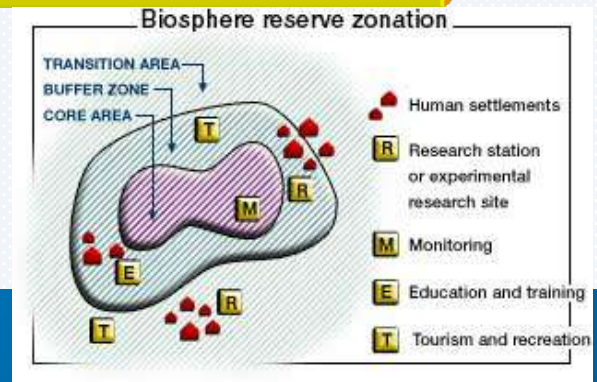 Biosphere reserve zonation
TRANSITION AREA
BUFFER ZONE
CORE AREA
T
R
M
E
R
T
Human settlements
R Research station
or experimental
research site
M Monitoring
E Education and training
T Tourism and recreation